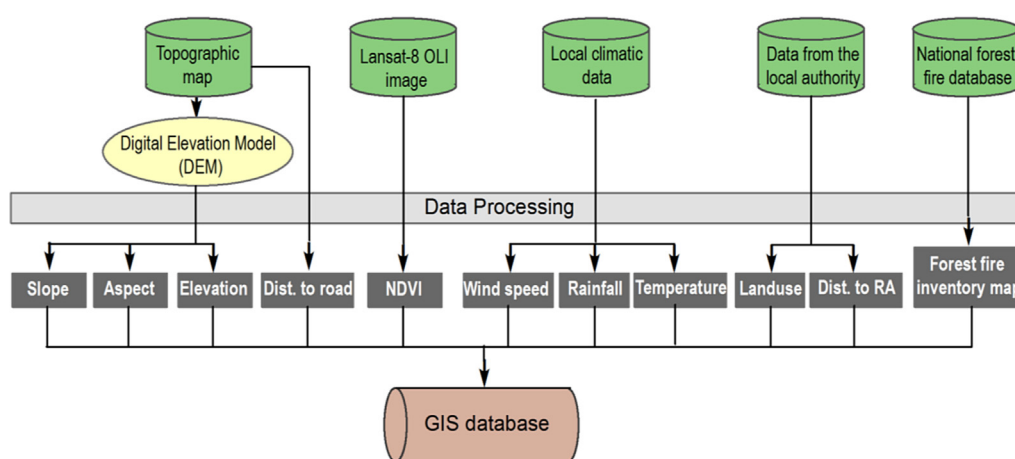 Topographic
map
Lansat-8 OLI
image
Local climatic
data
Data from the
local authority
National forest
fire database
Digital Elevation Model
(DEM)
Data Processing
Slope
Aspect
Elevation
Dist. to road
NDVI
Wind speed
Rainfall
Temperature
Landuse
Dist. to RA
Forest fire
inventory map
GIS database